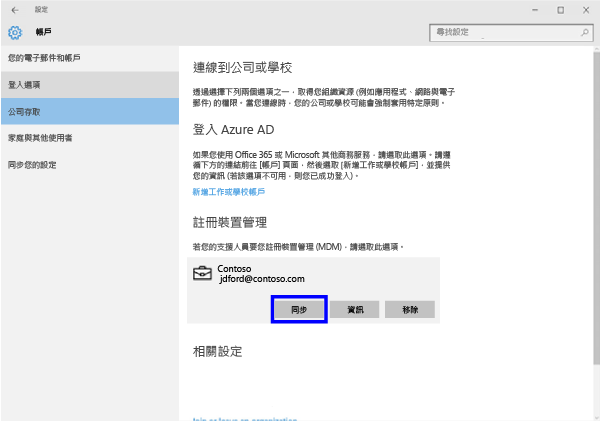 設定
帳戶
尋找設定
您的電子郵件和帳戶
登入選項
公司存取
家庭與其他使用者
同步您的設定
連線到公司或學校
透過選擇下列兩個選項之一，取得您組織資源 (例如應用程式、網路與電子
郵件) 的權限。當您連線時，您的公司或學校可能會強制套用特定原則。
登入 Azure AD
如果您使用 Office 365 或 Microsoft 其他商務服務，請選取此選項。請遵
循下方的連結前往 [帳戶] 頁面，然後選取 [新增工作或學校帳戶]，並提供
您的資訊 (若該選項不可用，則您已成功登入)。
新增工作或學校帳戶
註冊裝置管理
若您的支援人員要您註冊裝置管理 (MDM)，請選取此選項。
Contoso
jdford@contoso.com
同步
資訊
移除
相關設定
Join or leave an organization